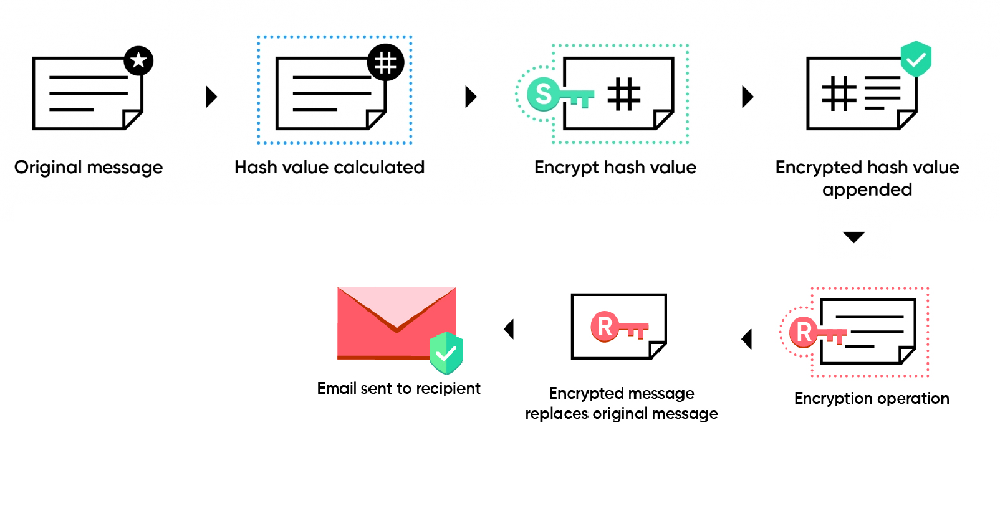 Original message
Hash value calculated
S
Encrypt hash value
Encrypted hash value
appended
R
Encryption operation
R
Encrypted message
replaces original message
Email sent to recipient